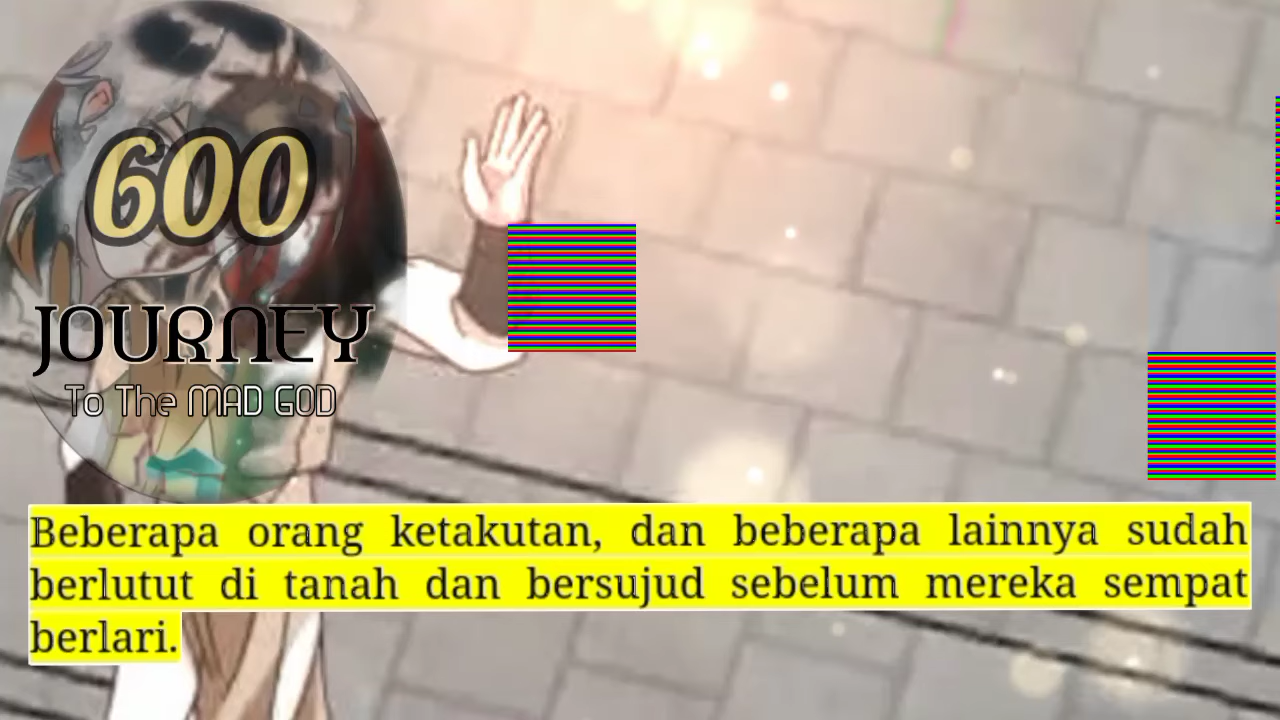 600
JOURNEY
To The MAD GOD
Beberapa orang ketakutan, dan beberapa lainnya sudah
berlutut di tanah dan bersujud sebelum mereka sempat
berlari.